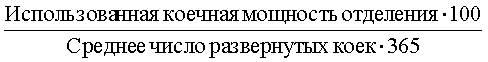 Использованная коечная мощность отделения·100
Среднее число развернутых коек·365